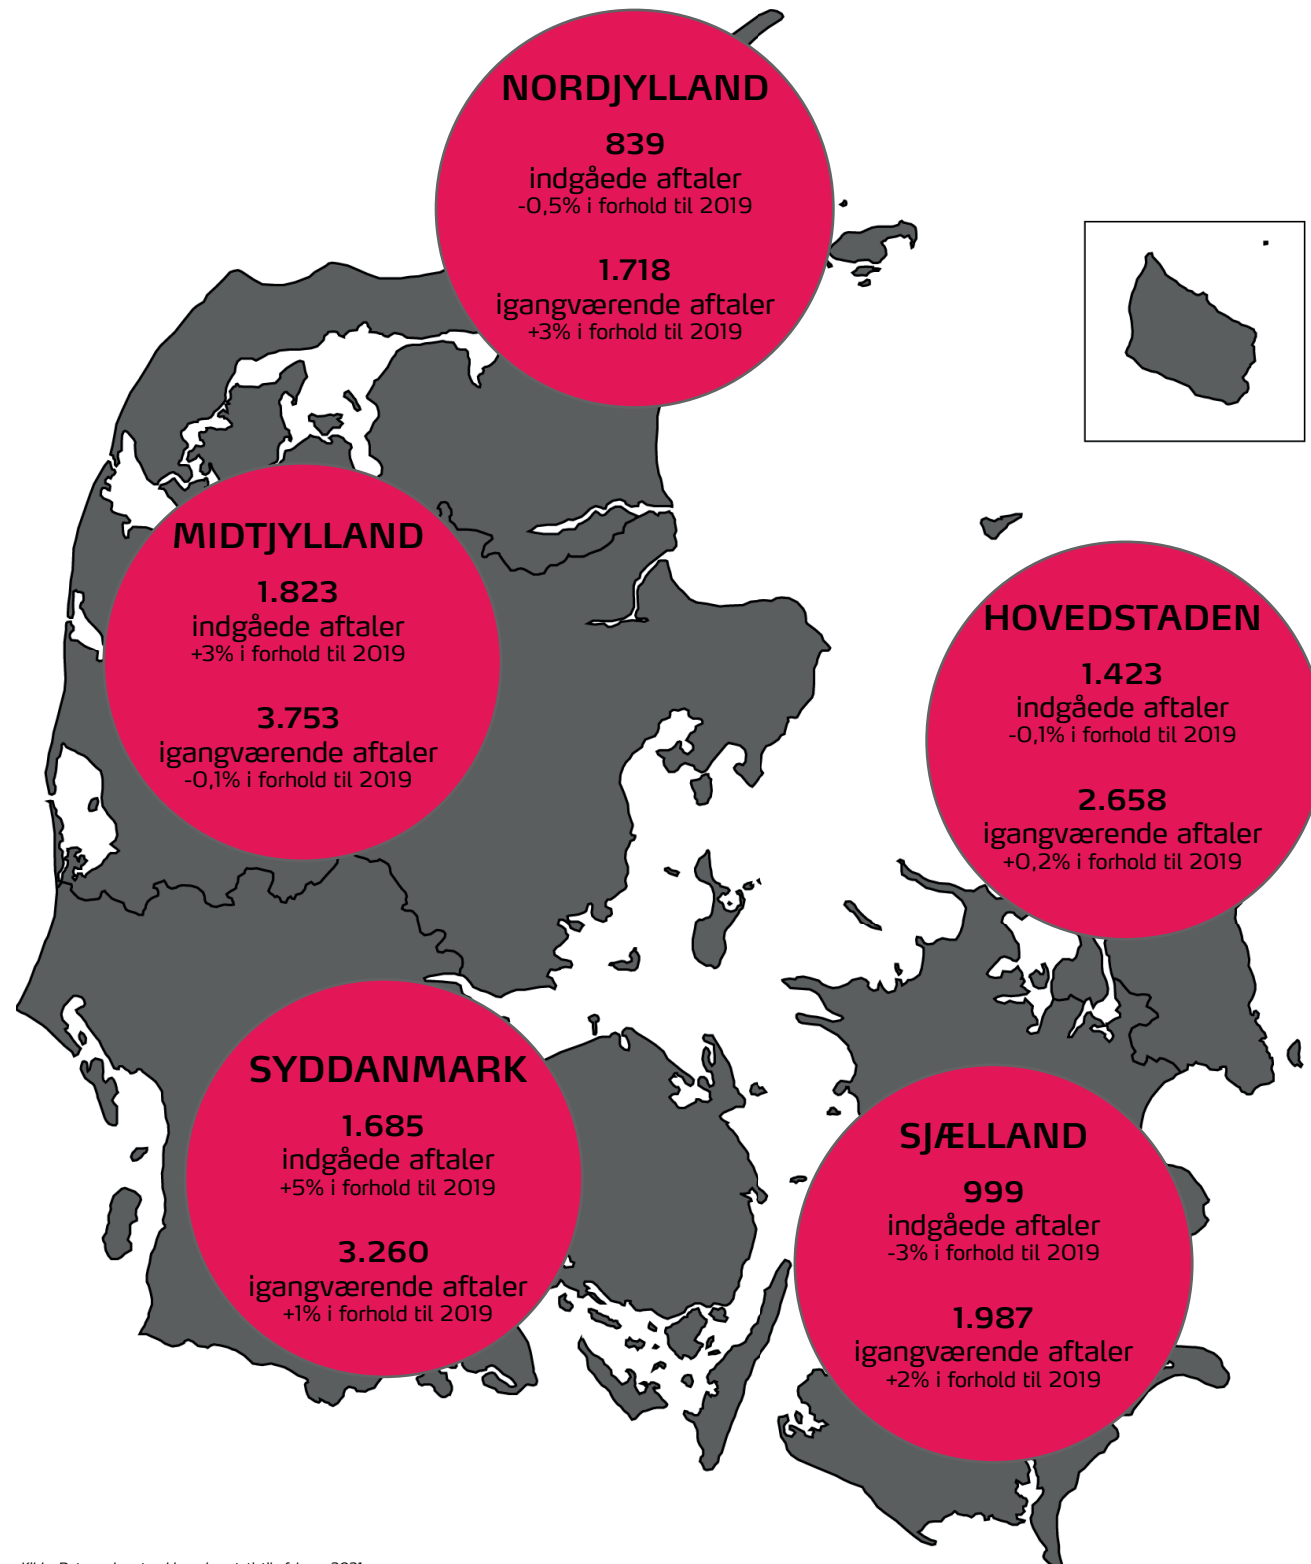 NORDJYLLAND
839
indgåede aftaler
-0,5% i forhold til 2019
1.718
igangværende aftaler
+3% i forhold til 2019
MIDTJYLLAND
1.823
indgåede aftaler
+3% i forhold til 2019
3.753
igangværende aftaler
-0,1% i forhold til 2019
HOVEDSTADEN
1.423
indgåede aftaler
-0,1% i forhold til 2019
2.658
igangværende aftaler
+0,2% i forhold til 2019
SYDDANMARK
1.685
indgåede aftaler
+5% i forhold til 2019
3.260
igangværende aftaler
+1% i forhold til 2019
SJÆLLAND
999
indgåede aftaler
-3% i forhold til 2019
1.987
igangværende aftaler
+2% i forhold til 2019